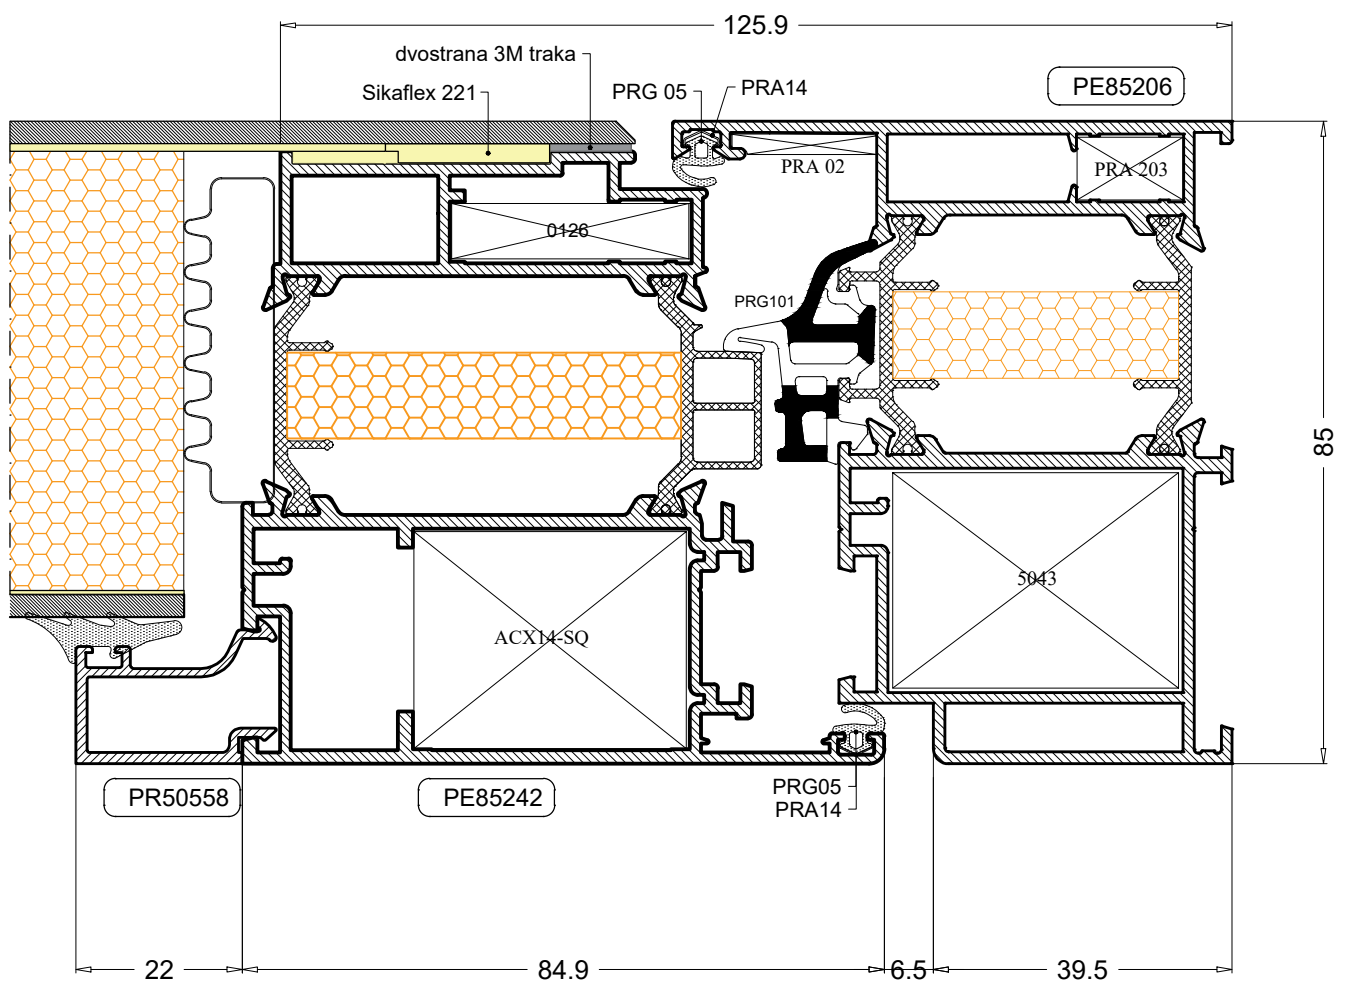 125.9
dvostrana 3M traka
Sikaflex 221
PRG 05
PRA14
PE85206
PRA 02
PRA 203
0126
PRG101
85
5043
ACX14-SQ
PR50558
PE85242
PRG05
PRA14
22
84.9
6.5
39.5